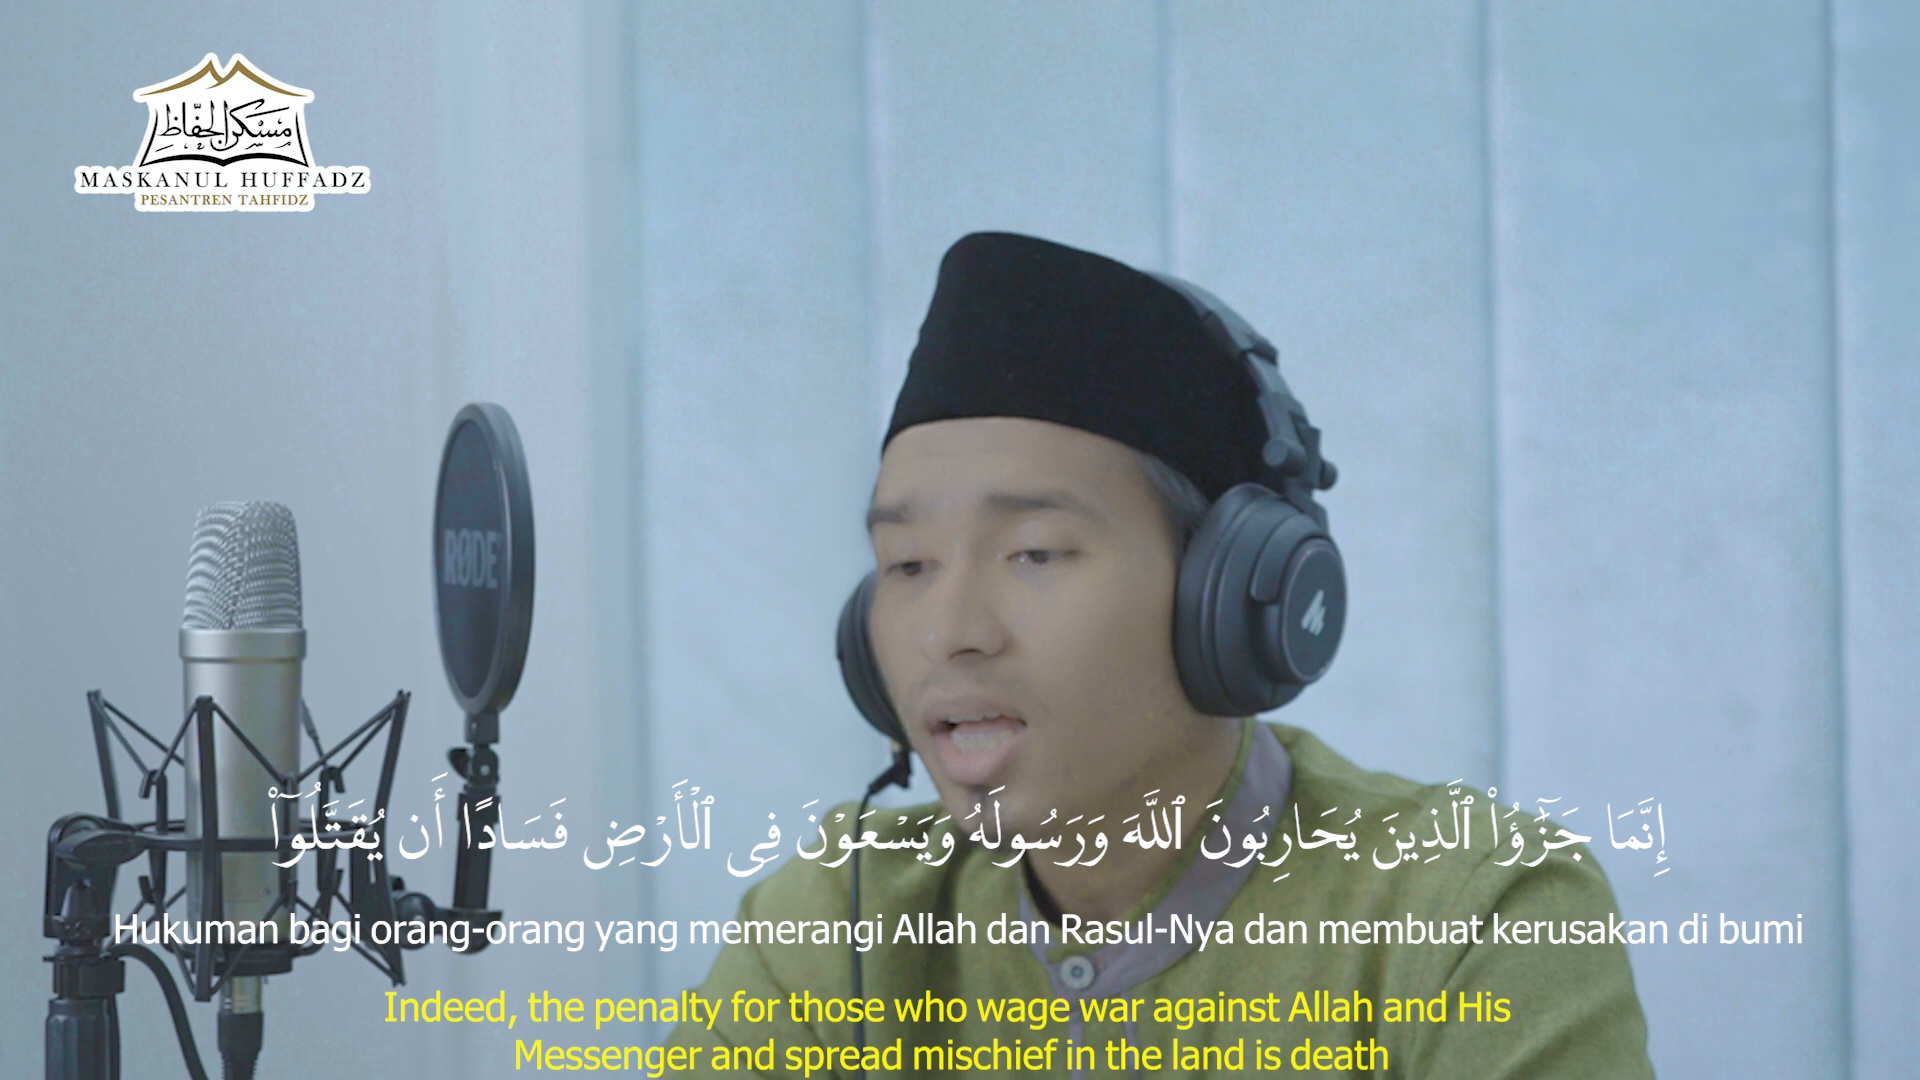 مسكن الحفاظ
MASKANUL HUFFADZ
PESANTREN TAHFIDZ
RØDE
إِنَّمَا جَزَٰٓؤُا۟ ٱلَّذِينَ يُحَارِبُونَ ٱللَّهَ وَرَسُولَهُۥ وَيَسْعَوْنَ فِى ٱلْأَرْضِ فَسَادًا أَن يُقَتَّلُوٓا۟
Hukuman bagi orang-orang yang memerangi Allah dan Rasul-Nya dan membuat kerusakan di bumi
Indeed, the penalty for those who wage war against Allah and His
Messenger and spread mischief in the land is death